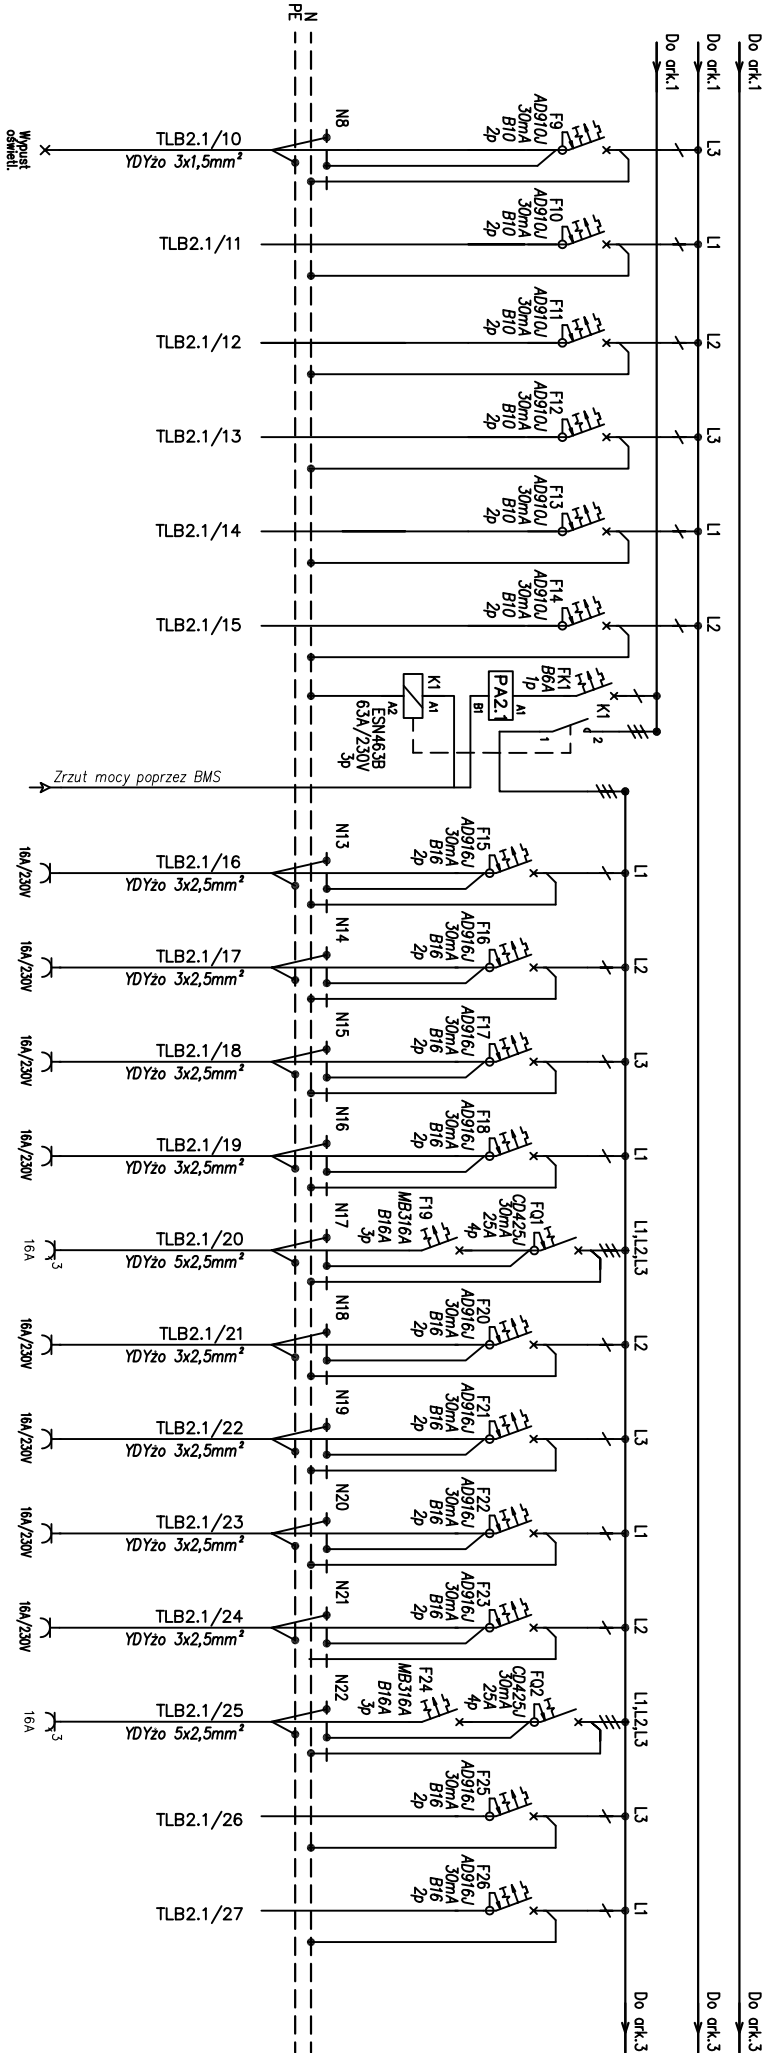 Do ark.1
Do ark.1
Do ark.1
N
PE
L3
F9
AD910J
30mA
B10
2p
N8
TLB2.1/10
YDYżo 3x1,5mm²
Wypust
oświetl.
L1
F10
AD910J
30mA
B10
2p
TLB2.1/11
L2
F11
AD910J
30mA
B10
2p
TLB2.1/12
L3
F12
AD910J
30mA
B10
2p
TLB2.1/13
L1
F13
AD910J
30mA
B10
2p
TLB2.1/14
L2
F14
AD910J
30mA
B10
2p
TLB2.1/15
FK1
B6A
1p
K1
2
1
PA2.1
A1
B1
K1
A1
A2
ESN463B
63A/230V
3p
Zrzut mocy poprzez BMS
L1
F15
AD916J
30mA
B16
2p
N13
TLB2.1/16
YDYżo 3x2,5mm²
16A/230V
L2
F16
AD916J
30mA
B16
2p
N14
TLB2.1/17
YDYżo 3x2,5mm²
16A/230V
L3
F17
AD916J
30mA
B16
2p
N15
TLB2.1/18
YDYżo 3x2,5mm²
16A/230V
L1
F18
AD916J
30mA
B16
2p
N16
TLB2.1/19
YDYżo 3x2,5mm²
16A/230V
L1,L2,L3
FQ1
CD425J
30mA
25A
4p
F19
MB316A
B16A
3p
N17
TLB2.1/20
YDYżo 5x2,5mm²
3
16A
L2
F20
AD916J
30mA
B16
2p
N18
TLB2.1/21
YDYżo 3x2,5mm²
16A/230V
L3
F21
AD916J
30mA
B16
2p
N19
TLB2.1/22
YDYżo 3x2,5mm²
16A/230V
L1
F22
AD916J
30mA
B16
2p
N20
TLB2.1/23
YDYżo 3x2,5mm²
16A/230V
L2
F23
AD916J
30mA
B16
2p
N21
TLB2.1/24
YDYżo 3x2,5mm²
16A/230V
L1,L2,L3
FQ2
CD425J
30mA
25A
4p
F24
MB316A
B16A
3p
N22
TLB2.1/25
YDYżo 5x2,5mm²
3
16A
L3
F25
AD916J
30mA
B16
2p
TLB2.1/26
L1
F26
AD916J
30mA
B16
2p
TLB2.1/27
Do ark.3
Do ark.3
Do ark.3